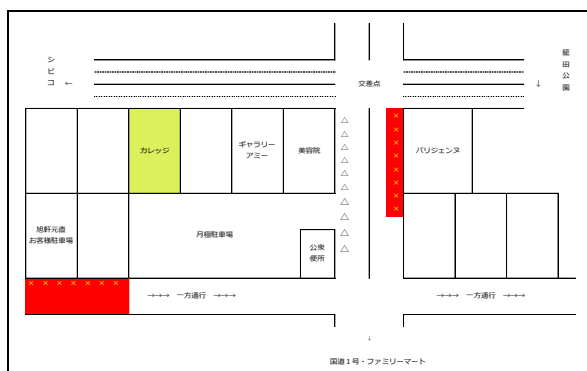 シビコ
←
交差点
籠田公園
↓
カレッジ
ギャラリー
アミー
美容院
△
△
△
△
△
△
△
△
△
△
×
×
×
×
×
×
×
×
パリジェンヌ
旭軒元直
お客様駐車場
月極駐車場
公衆
便所
× × × × × × ×
→→→ 一方通行 →→→
→→→ 一方通行 →→→
↓
国道1号・ファミリーマート